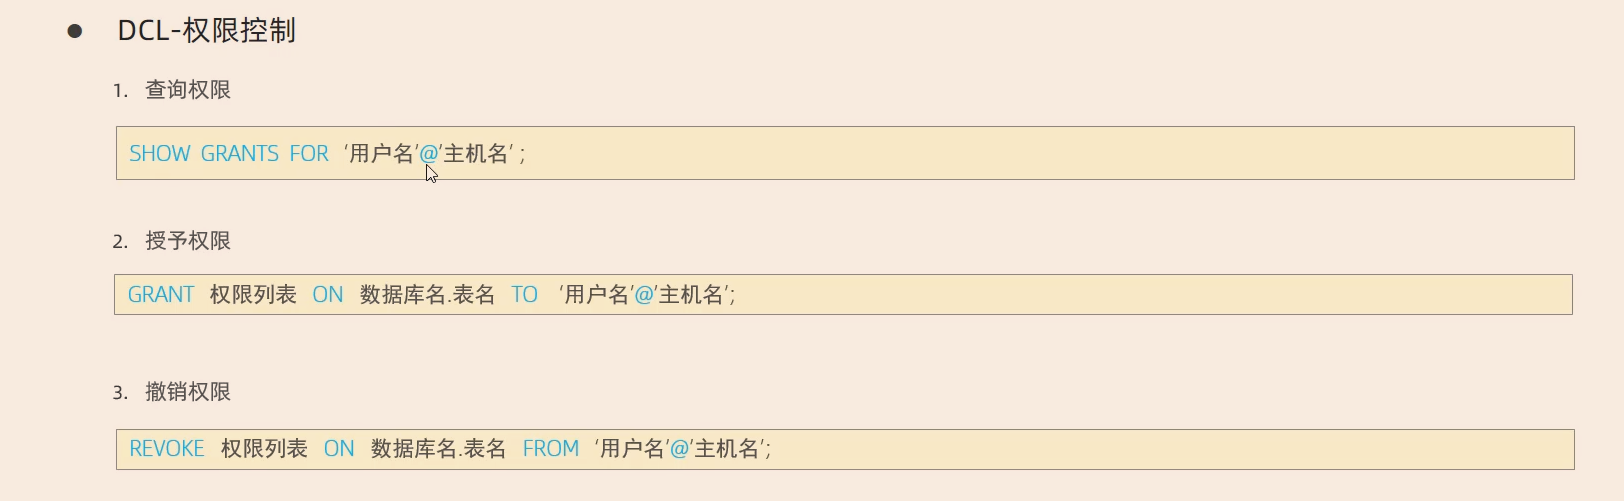 ● DCL-权限控制
1. 查询权限
SHOW GRANTS FOR '用户名'@'主机名' ;
2. 授予权限
GRANT 权限列表 ON 数据库名.表名 TO '用户名'@'主机名';
3. 撤销权限
REVOKE 权限列表 ON 数据库名.表名 FROM '用户名'@'主机名';